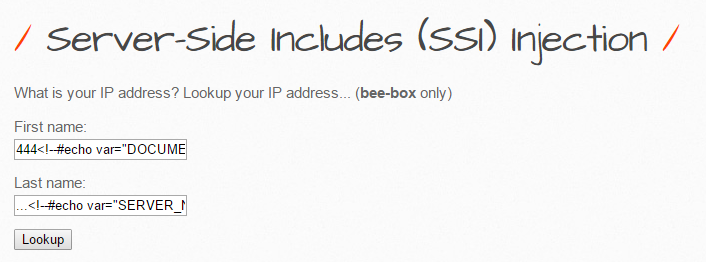 / Server-Side Includes (SSI) Injection /
What is your IP address? Lookup your IP address... (bee-box only)
First name:
444<!--#echo var="DOCUME
Last name:
...<!--#echo var="SERVER_N
Lookup